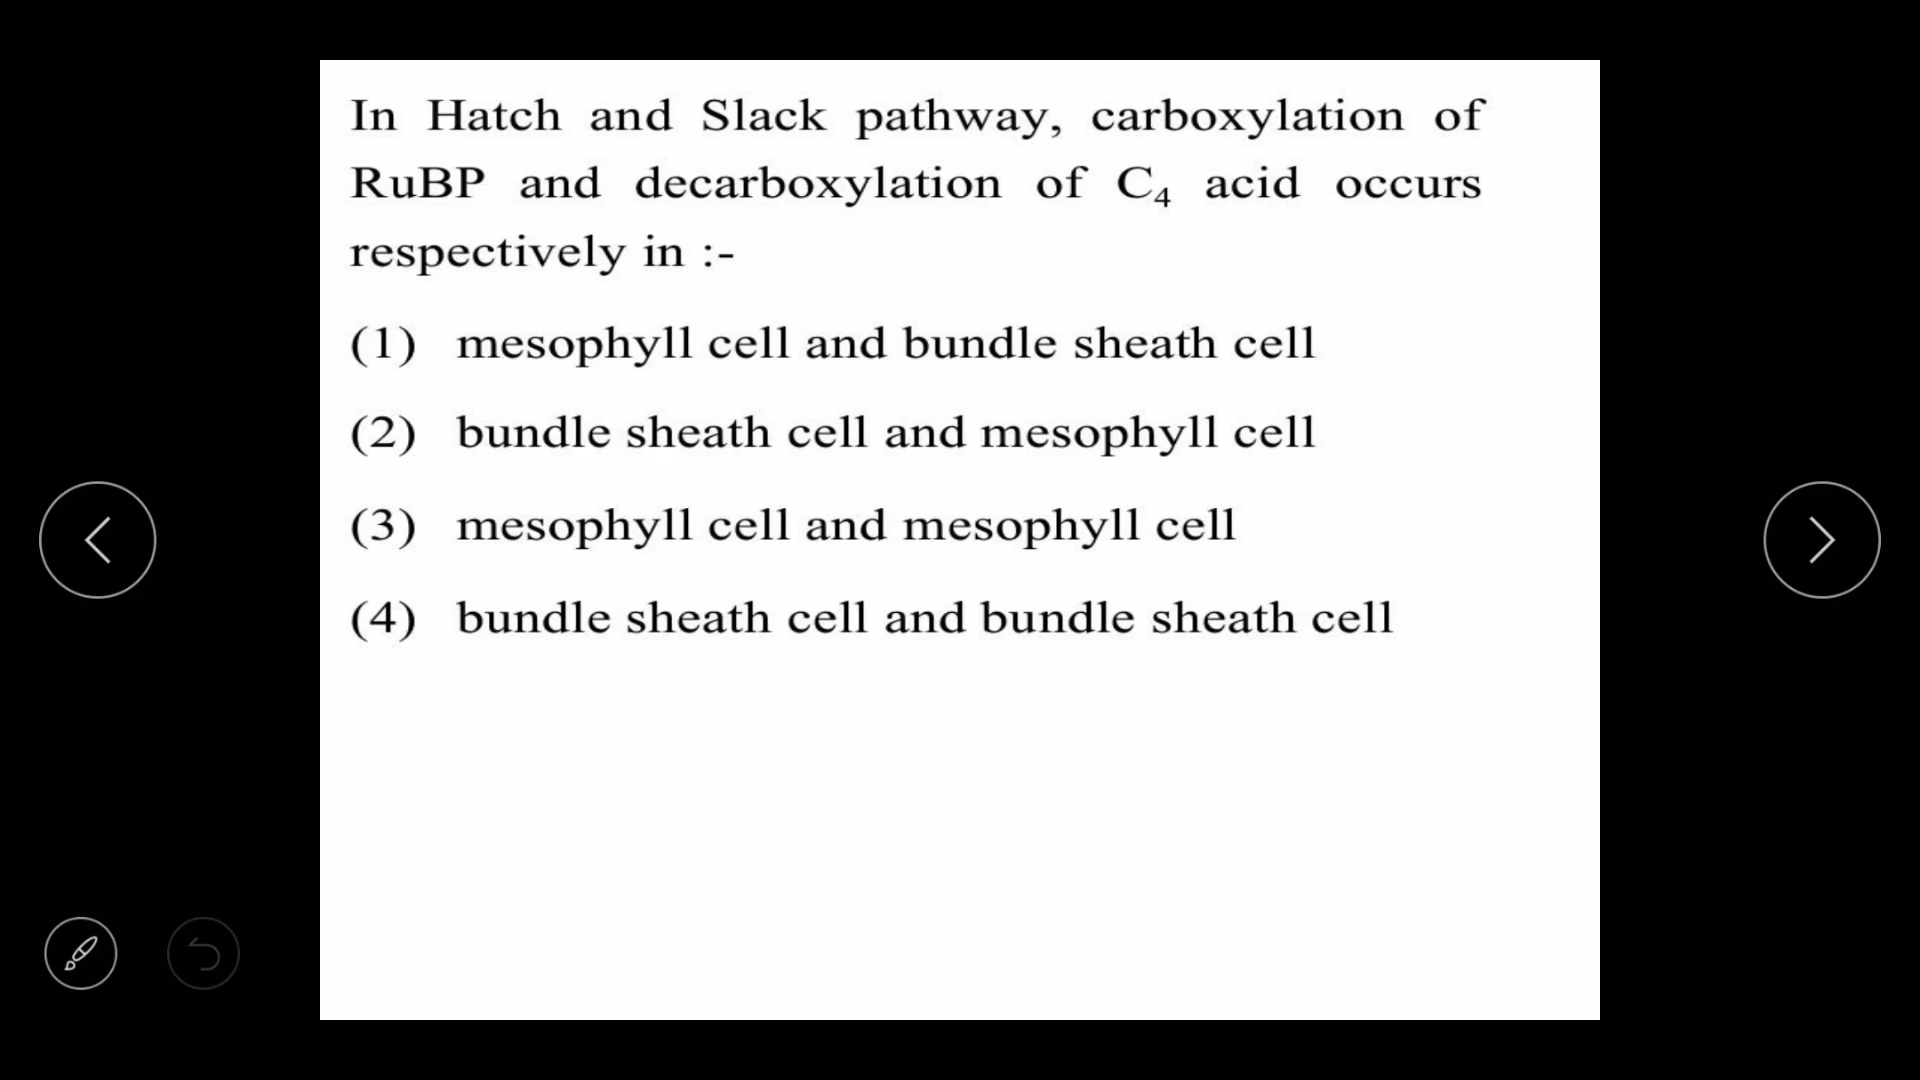 In Hatch and Slack pathway, carboxylation of
RuBP and decarboxylation of C₄ acid occurs
respectively in :-
(1) mesophyll cell and bundle sheath cell
(2) bundle sheath cell and mesophyll cell
(3) mesophyll cell and mesophyll cell
(4) bundle sheath cell and bundle sheath cell